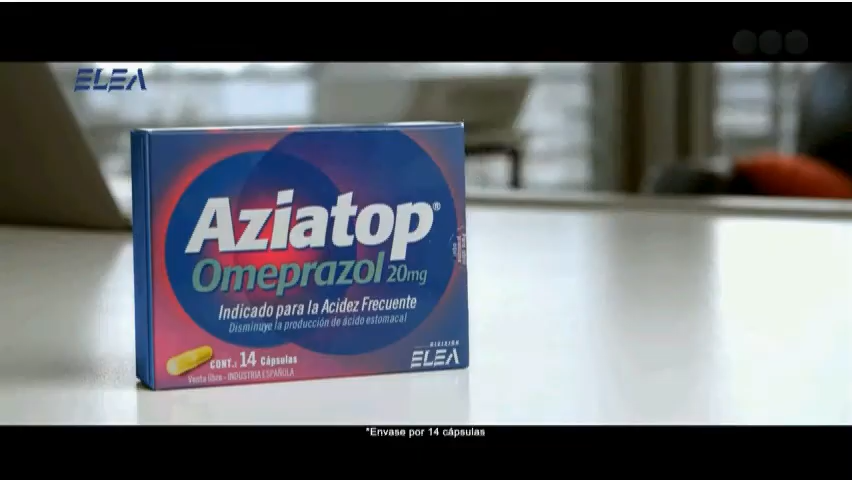 ELEA
Aziatop®
Omeprazol 20mg
Indicado para la Acidez Frecuente
Disminuye la producción de ácido estomacal
DIVISIÓN
ELEA
CONT.: 14 Cápsulas
Venta libre - INDUSTRIA ESPAÑOLA
*Envase por 14 cápsulas